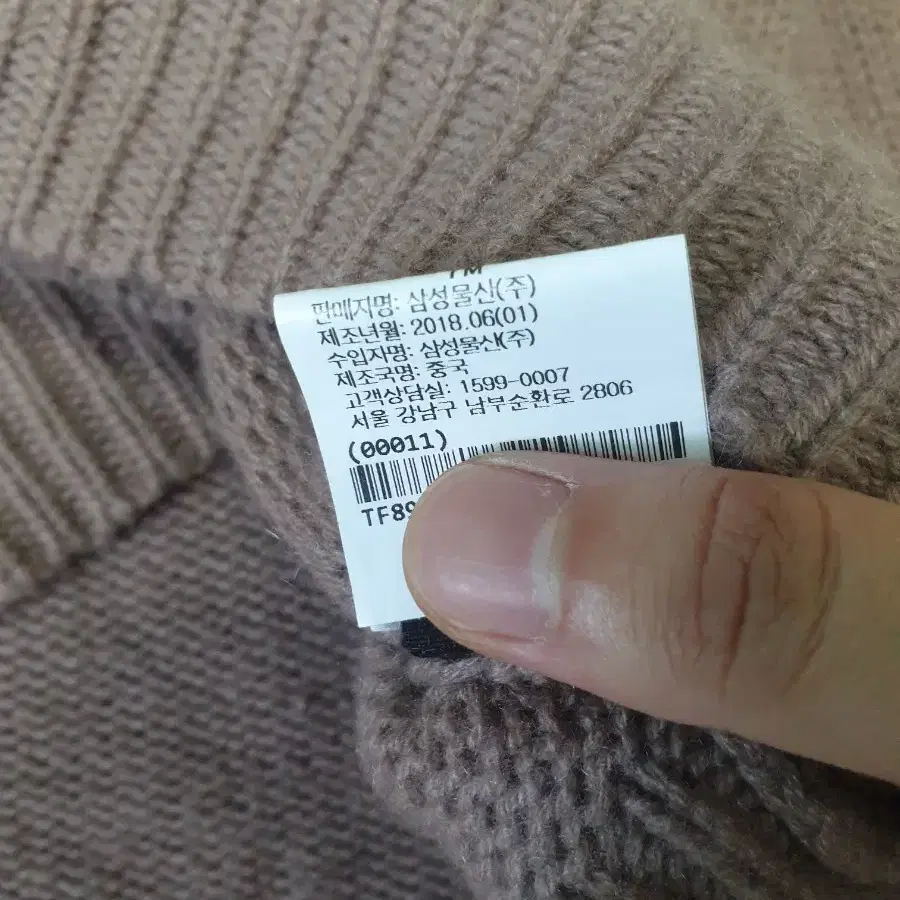 판매자명: 삼성물산(주)
제조년월: 2018.06(01)
수입자명: 삼성물산(주)
제조국명: 중국
고객상담실: 1599-0007
서울 강남구 남부순환로 2806
(00011)
TF89